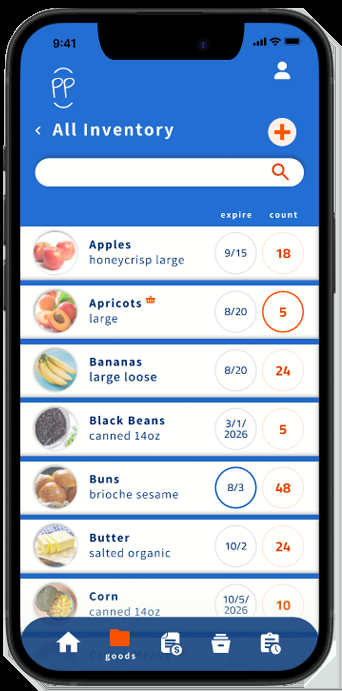 9:41
PP
All Inventory
expire count
Apples
honeycrisp large
9/15
18
Apricots
large
8/20
5
Bananas
large loose
8/20
24
Black Beans
canned 14oz
3/1/
2026
5
Buns
brioche sesame
8/3
48
Butter
salted organic
10/2
24
Corn
canned 14oz
10/5/
2026
10
goods